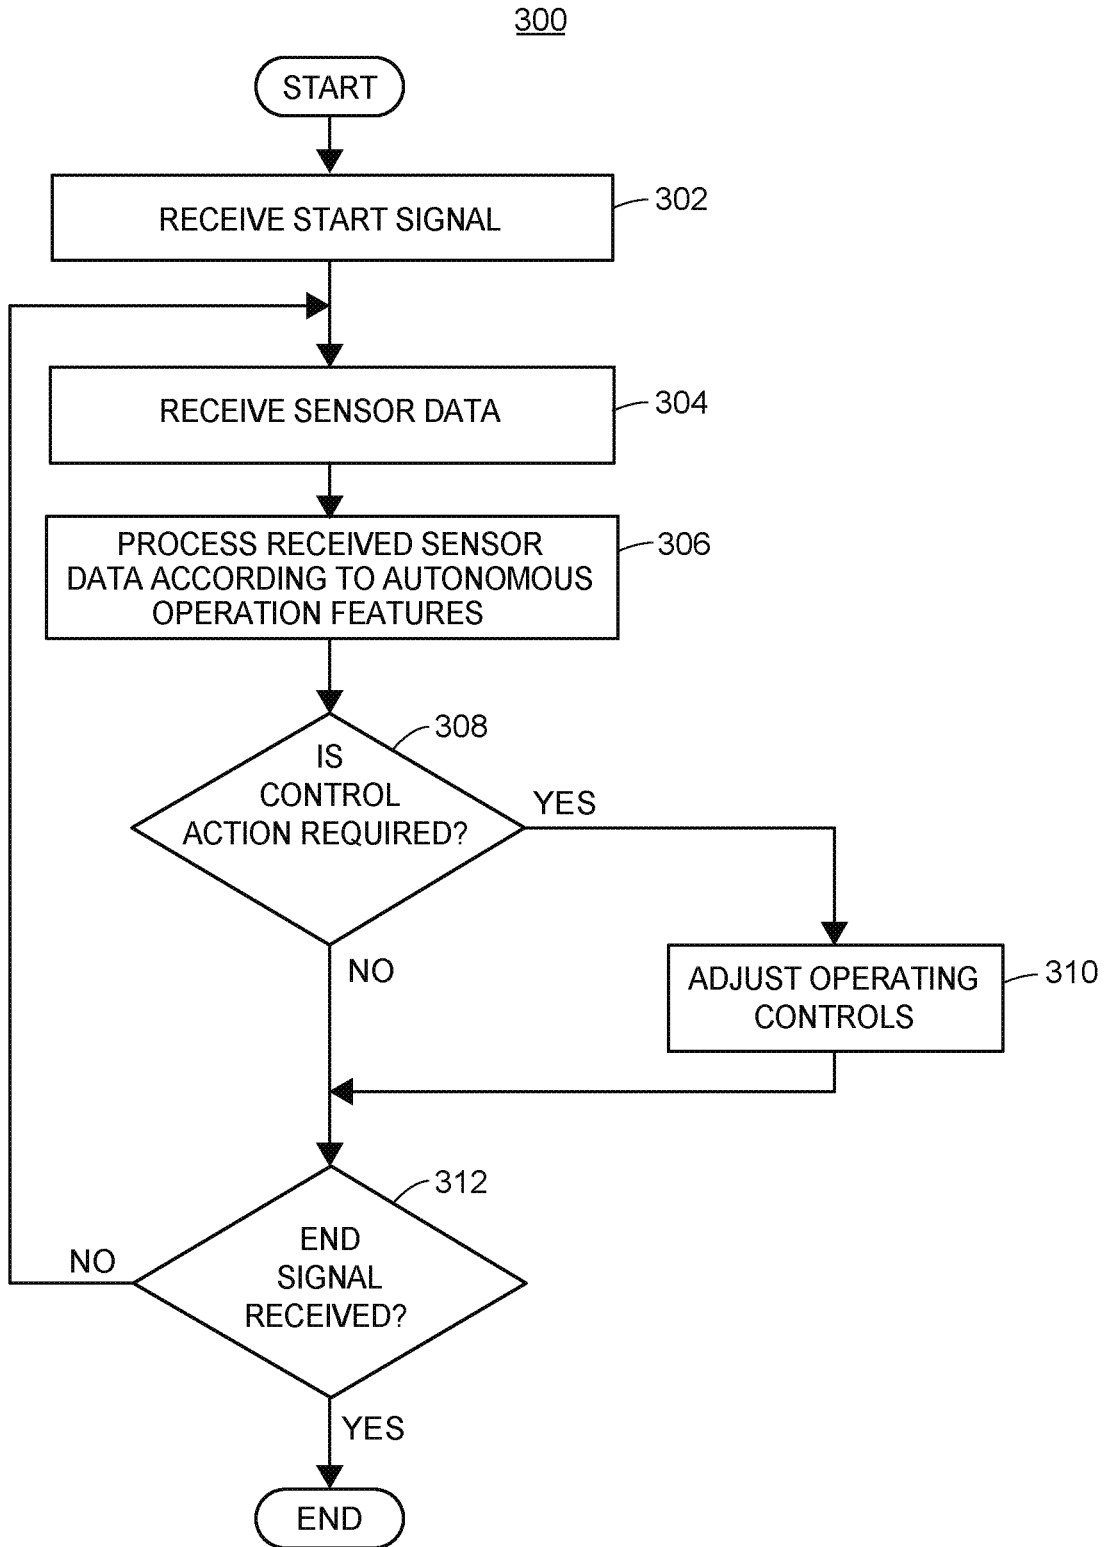 300
START
RECEIVE START SIGNAL
302
RECEIVE SENSOR DATA
304
PROCESS RECEIVED SENSOR
DATA ACCORDING TO AUTONOMOUS
OPERATION FEATURES
306
308
IS
CONTROL
ACTION REQUIRED?
YES
NO
ADJUST OPERATING
CONTROLS
310
312
END
SIGNAL
RECEIVED?
NO
YES
END